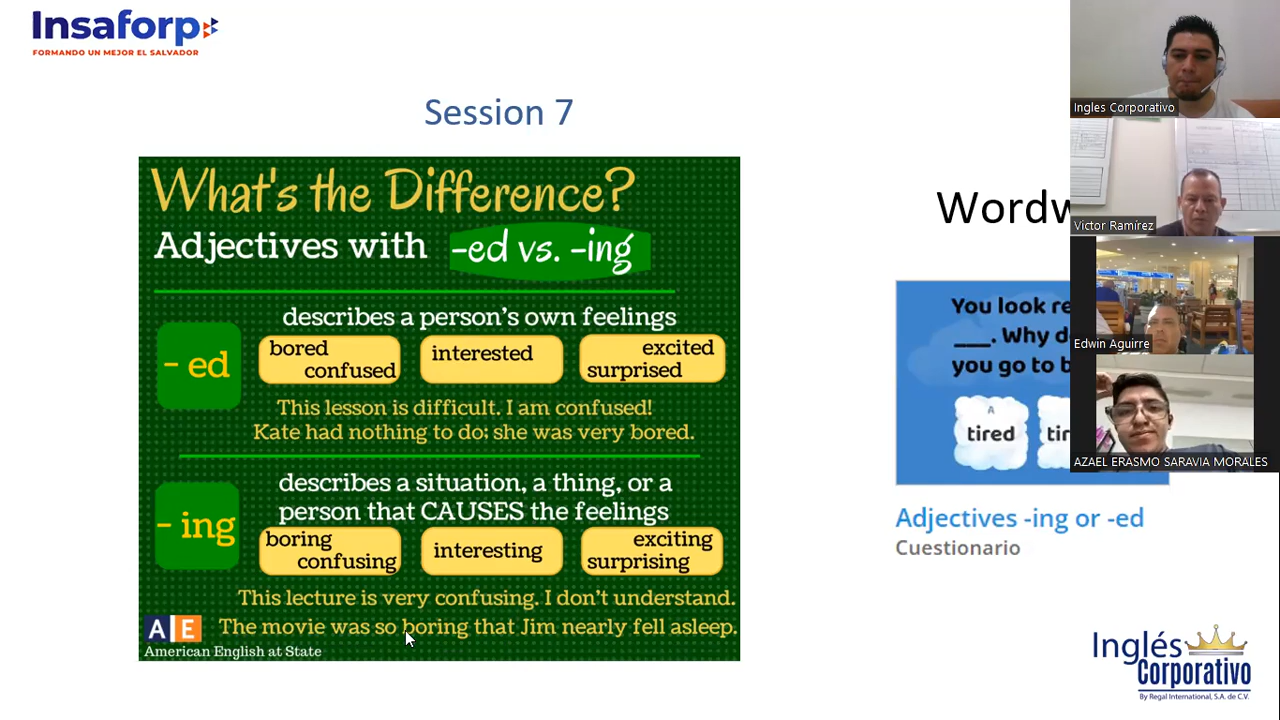 Insaforp
FORMANDO UN MEJOR EL SALVADOR
Session 7
What's the Difference?
Adjectives with -ed vs. -ing
describes a person's own feelings
- ed
bored
confused
interested
excited
surprised
This lesson is difficult. I am confused!
Kate had nothing to do; she was very bored.
describes a situation, a thing, or a
person that CAUSES the feelings
- ing
boring
confusing
interesting
exciting
surprising
This lecture is very confusing. I don't understand.
The movie was so boring that Jim nearly fell asleep.
A E
American English at State
You look
___. Why
you go to
A
tired
Adjectives -ing or -ed
Cuestionario
Ingles Corporativo
Victor Ramírez
Edwin Aguirre
AZAEL ERASMO SARAVIA MORALES
Inglés
Corporativo
By Regal International, S.A. de C.V.